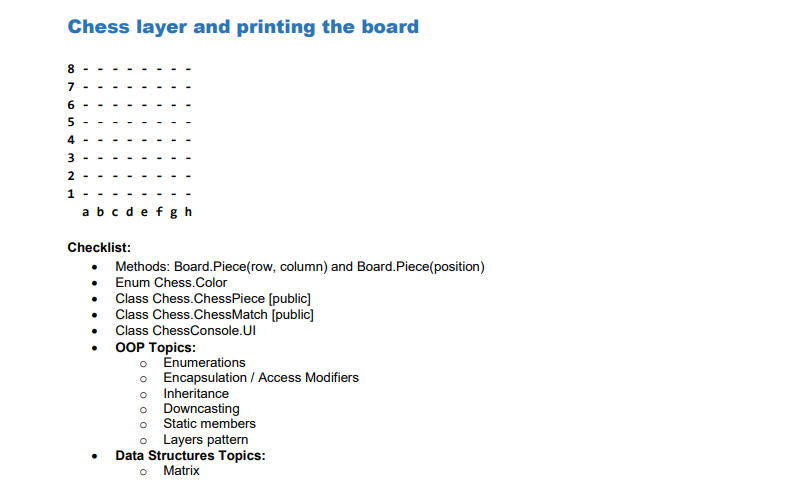 Chess layer and printing the board
8 - - - - - - - -
7 - - - - - - - -
6 - - - - - - - -
5 - - - - - - - -
4 - - - - - - - -
3 - - - - - - - -
2 - - - - - - - -
1 - - - - - - - -
a b c d e f g h
Checklist:
• Methods: Board.Piece(row, column) and Board.Piece(position)
• Enum Chess.Color
• Class Chess.ChessPiece [public]
• Class Chess.ChessMatch [public]
• Class ChessConsole.UI
• OOP Topics:
o Enumerations
o Encapsulation / Access Modifiers
o Inheritance
o Downcasting
o Static members
o Layers pattern
• Data Structures Topics:
o Matrix